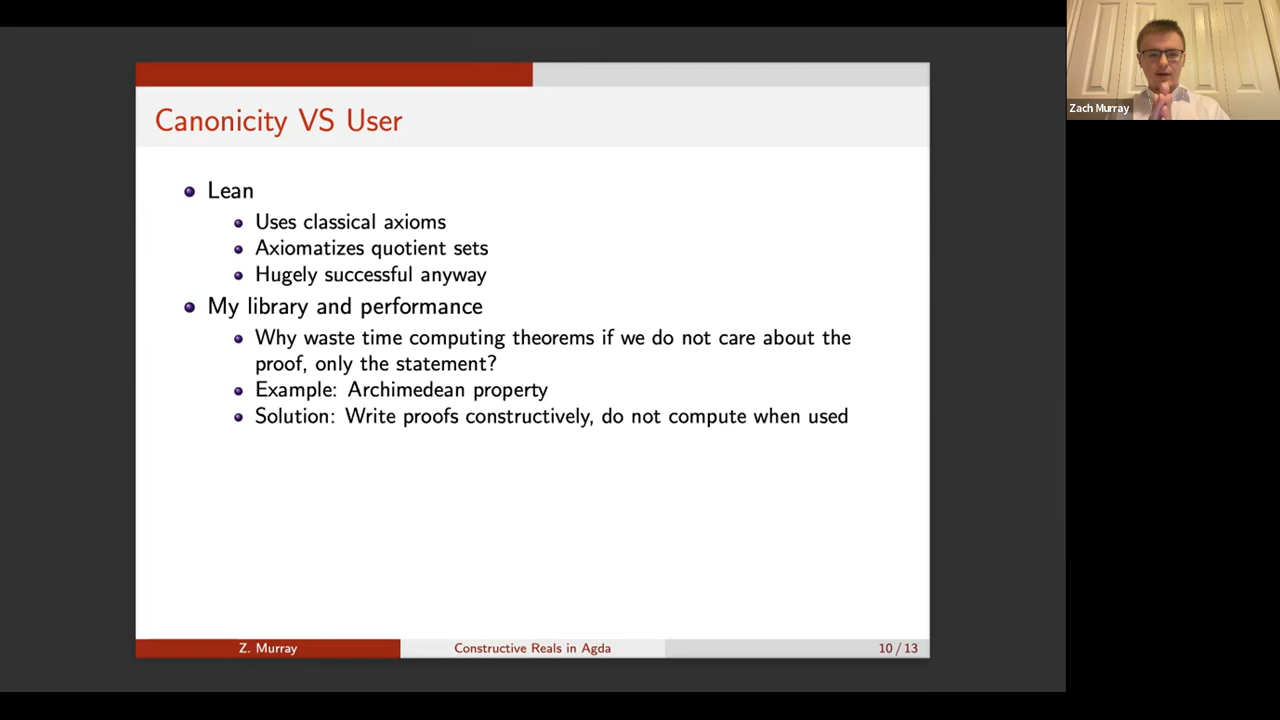 Canonicity VS User
Lean
Uses classical axioms
Axiomatizes quotient sets
Hugely successful anyway
My library and performance
Why waste time computing theorems if we do not care about the
proof, only the statement?
Example: Archimedean property
Solution: Write proofs constructively, do not compute when used
Z. Murray
Constructive Reals in Agda
10 / 13
Zach Murray